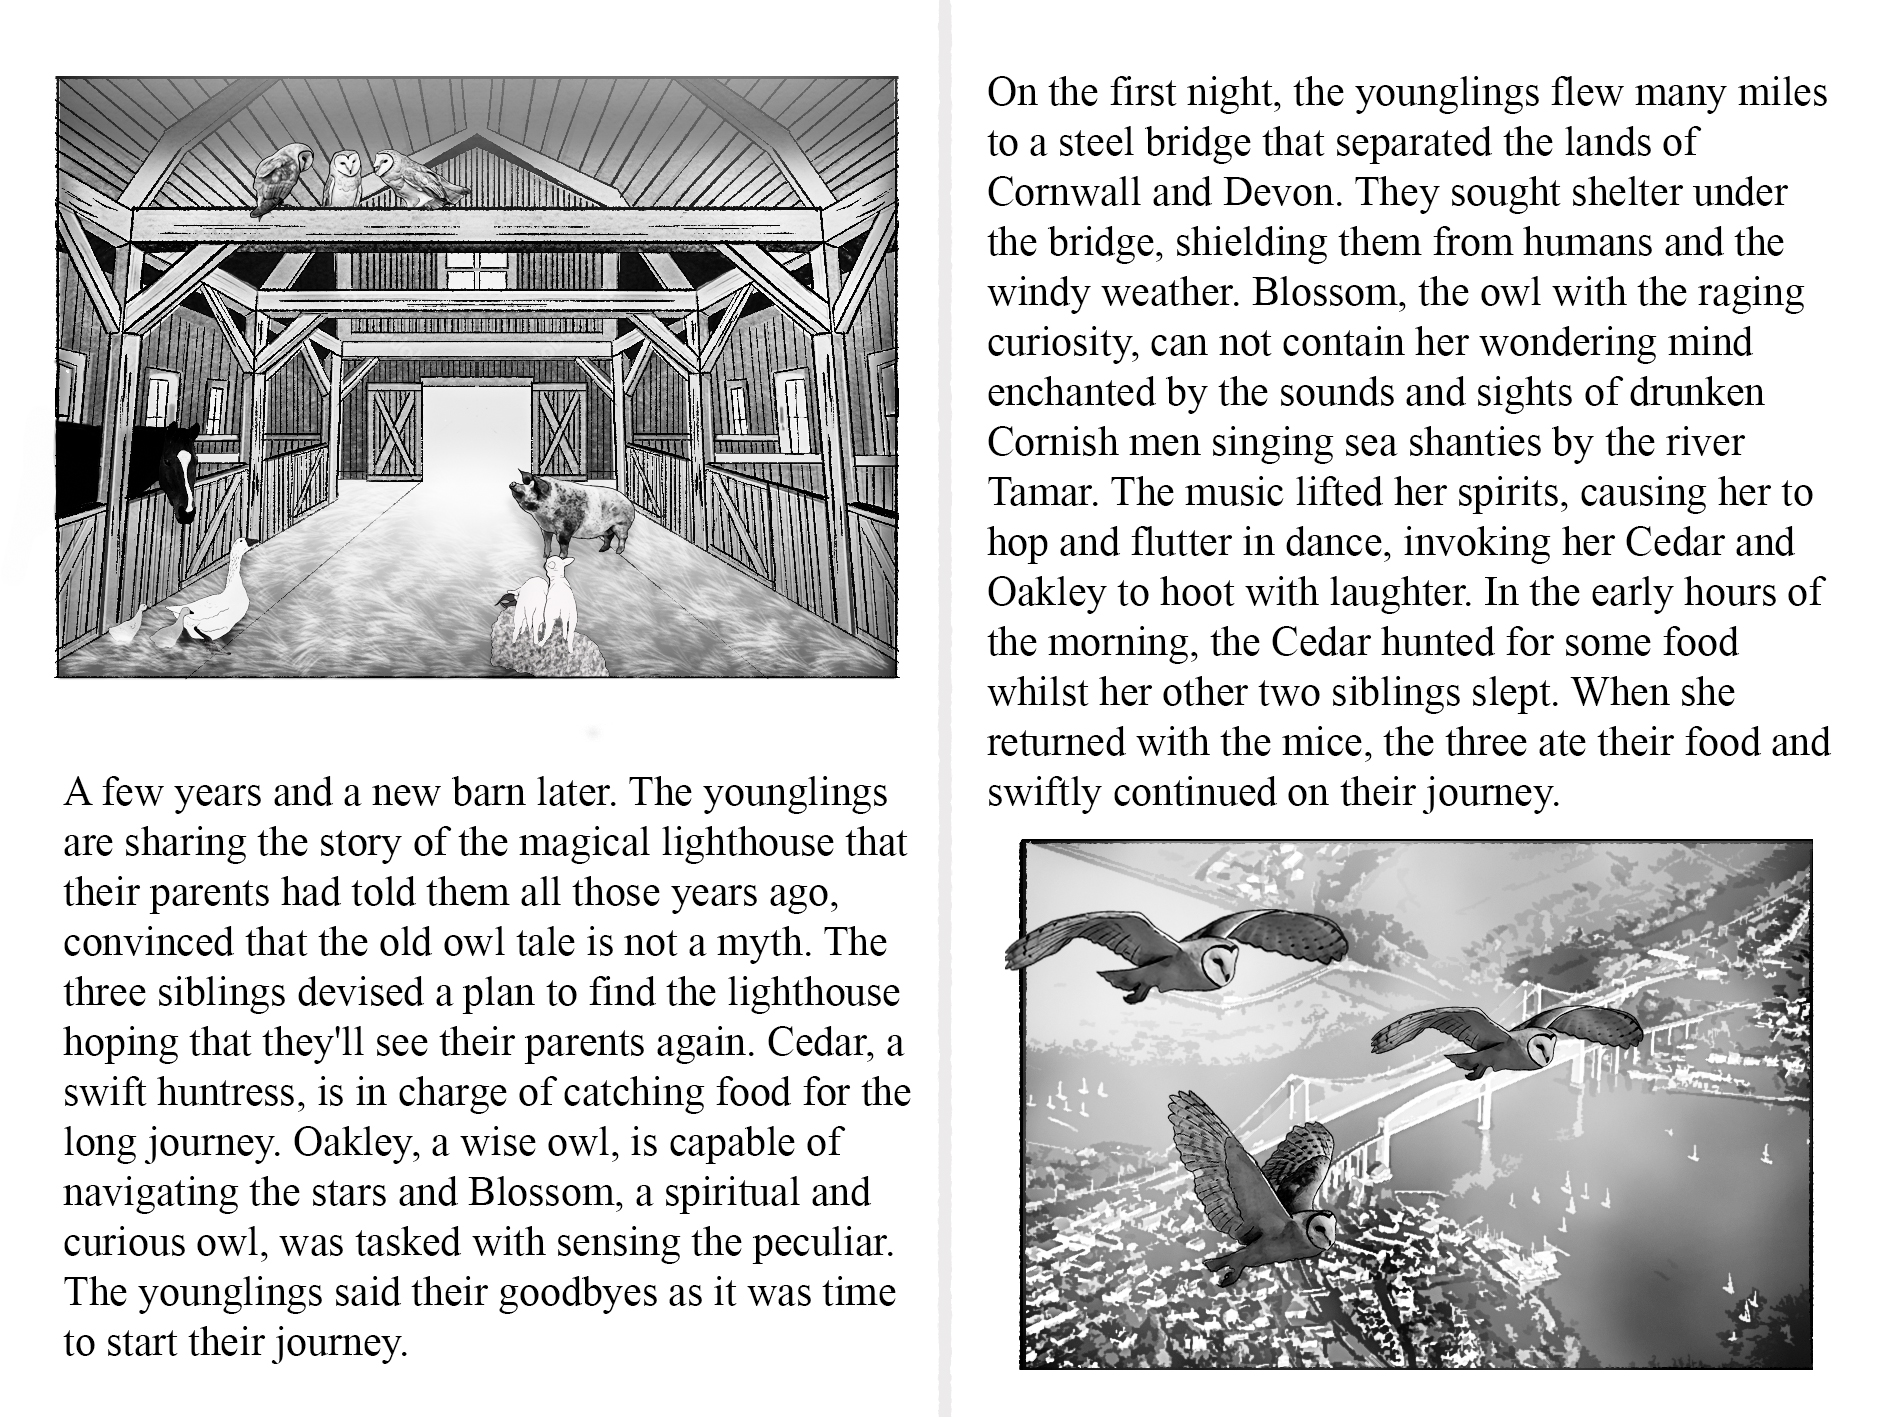 A few years and a new barn later. The younglings
are sharing the story of the magical lighthouse that
their parents had told them all those years ago,
convinced that the old owl tale is not a myth. The
three siblings devised a plan to find the lighthouse
hoping that they'll see their parents again. Cedar, a
swift huntress, is in charge of catching food for the
long journey. Oakley, a wise owl, is capable of
navigating the stars and Blossom, a spiritual and
curious owl, was tasked with sensing the peculiar.
The younglings said their goodbyes as it was time
to start their journey.
On the first night, the younglings flew many miles
to a steel bridge that separated the lands of
Cornwall and Devon. They sought shelter under
the bridge, shielding them from humans and the
windy weather. Blossom, the owl with the raging
curiosity, can not contain her wondering mind
enchanted by the sounds and sights of drunken
Cornish men singing sea shanties by the river
Tamar. The music lifted her spirits, causing her to
hop and flutter in dance, invoking her Cedar and
Oakley to hoot with laughter. In the early hours of
the morning, the Cedar hunted for some food
whilst her other two siblings slept. When she
returned with the mice, the three ate their food and
swiftly continued on their journey.